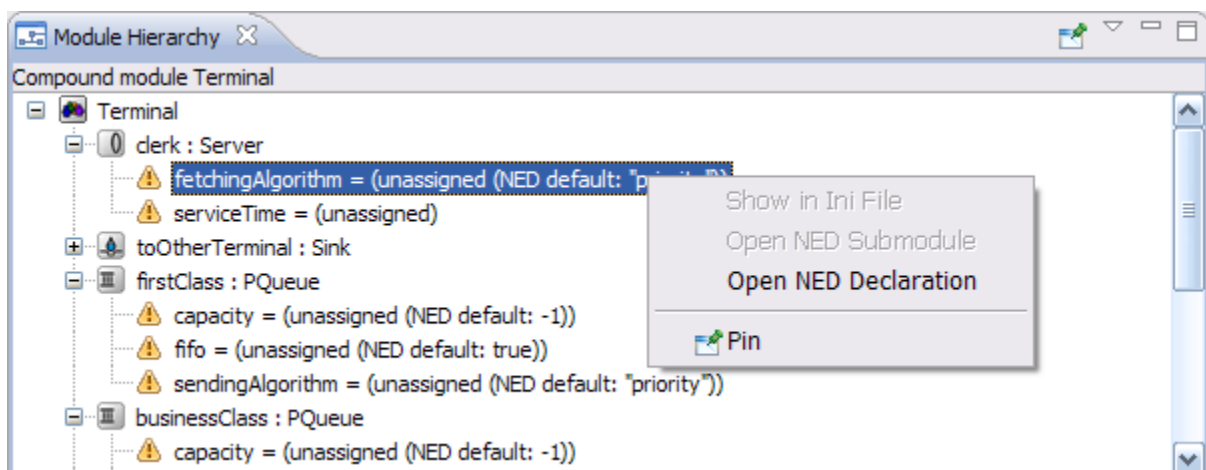 Module Hierarchy
Compound module Terminal
Terminal
clerk : Server
fetchingAlgorithm = (unassigned (NED default: "priority"))
serviceTime = (unassigned)
toOtherTerminal : Sink
firstClass : PQueue
capacity = (unassigned (NED default: -1))
fifo = (unassigned (NED default: true))
sendingAlgorithm = (unassigned (NED default: "priority"))
businessClass : PQueue
capacity = (unassigned (NED default: -1))
Show in Ini File
Open NED Submodule
Open NED Declaration
Pin